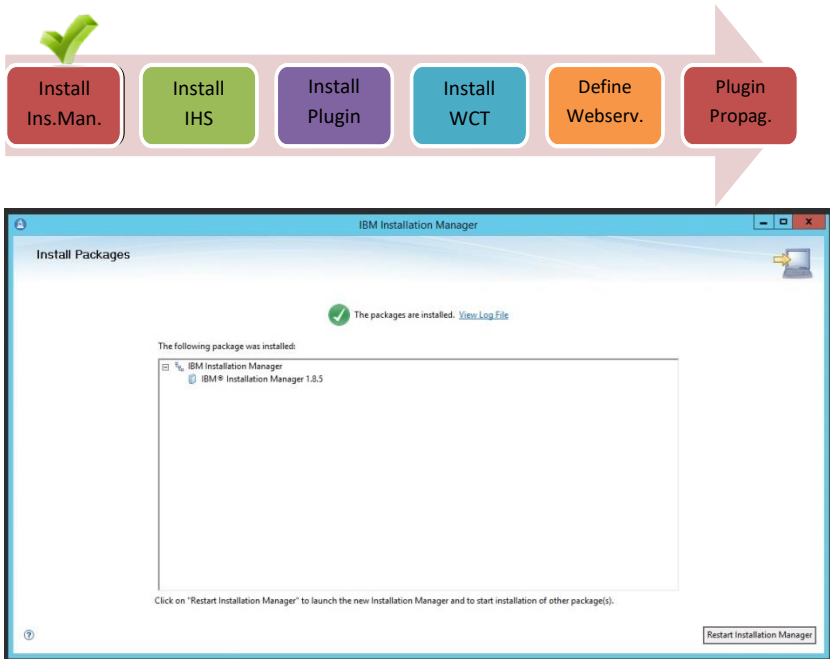 Install
Ins.Man.
Install
IHS
Install
Plugin
Install
WCT
Define
Webserv.
Plugin
Propag.
IBM Installation Manager
Install Packages
The packages are installed. View Log File
The following package was installed:
IBM Installation Manager
IBM® Installation Manager 1.8.5
Click on "Restart Installation Manager" to launch the new Installation Manager and to start installation of other package(s).
Restart Installation Manager